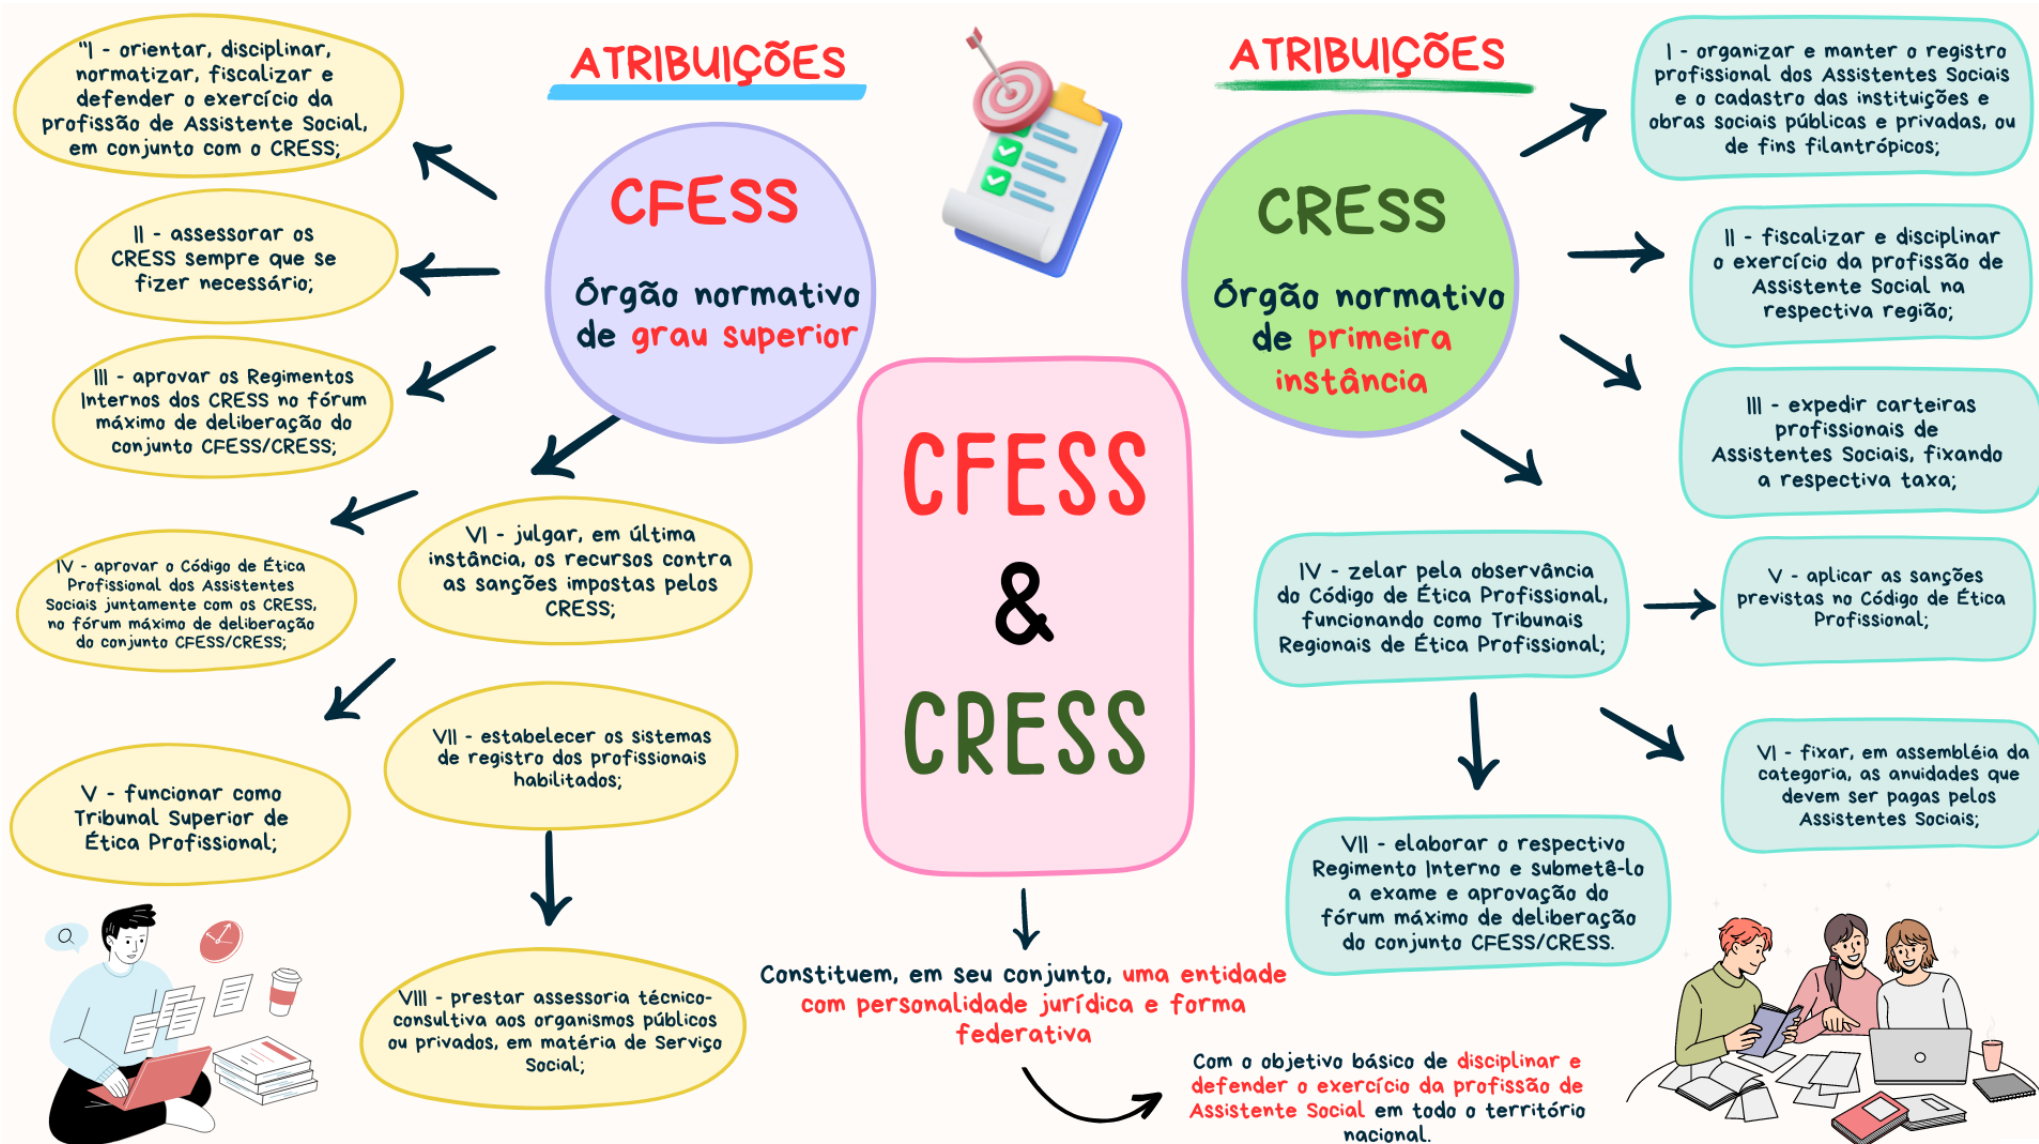 ATRIBUIÇÕES
CFESS
Órgão normativo
de grau superior
"I - orientar, disciplinar,
normatizar, fiscalizar e
defender o exercício da
profissão de Assistente Social,
em conjunto com o CRESS;
II - assessorar os
CRESS sempre que se
fizer necessário;
III - aprovar os Regimentos
Internos dos CRESS no fórum
máximo de deliberação do
conjunto CFESS/CRESS;
IV - aprovar o Código de Ética
Profissional dos Assistentes
Sociais juntamente com os CRESS,
no fórum máximo de deliberação
do conjunto CFESS/CRESS;
V - funcionar como
Tribunal Superior de
Ética Profissional;
VI - julgar, em última
instância, os recursos contra
as sanções impostas pelos
CRESS;
VII - estabelecer os sistemas
de registro dos profissionais
habilitados;
VIII - prestar assessoria técnico-
consultiva aos organismos públicos
ou privados, em matéria de Serviço
Social;
CFESS
&
CRESS
Constituem, em seu conjunto, uma entidade
com personalidade jurídica e forma
federativa
Com o objetivo básico de disciplinar e
defender o exercício da profissão de
Assistente Social em todo o território
nacional.
ATRIBUIÇÕES
CRESS
Órgão normativo
de primeira
instância
I - organizar e manter o registro
profissional dos Assistentes Sociais
e o cadastro das instituições e
obras sociais públicas e privadas, ou
de fins filantrópicos;
II - fiscalizar e disciplinar
o exercício da profissão de
Assistente Social na
respectiva região;
III - expedir carteiras
profissionais de
Assistentes Sociais, fixando
a respectiva taxa;
IV - zelar pela observância
do Código de Ética Profissional,
funcionando como Tribunais
Regionais de Ética Profissional;
V - aplicar as sanções
previstas no Código de Ética
Profissional;
VI - fixar, em assembléia da
categoria, as anuidades que
devem ser pagas pelos
Assistentes Sociais;
VII - elaborar o respectivo
Regimento Interno e submetê-lo
a exame e aprovação do
fórum máximo de deliberação
do conjunto CFESS/CRESS.